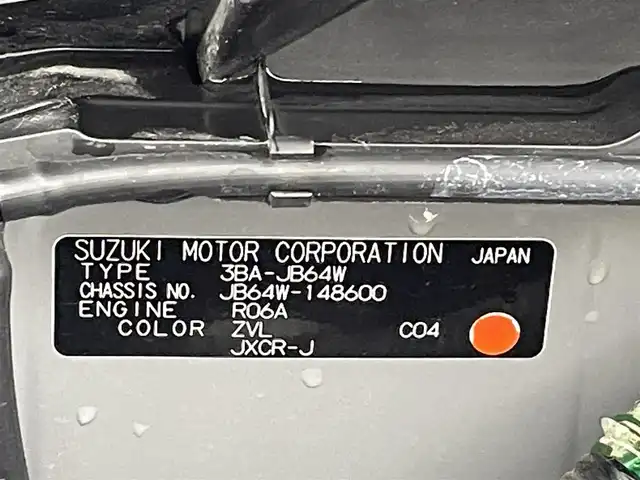 SUZUKI MOTOR CORPORATION JAPAN
TYPE 3BA-JB64W
CHASSIS NO. JB64W-148600
ENGINE R06A
COLOR ZVL C04
JXCR-J